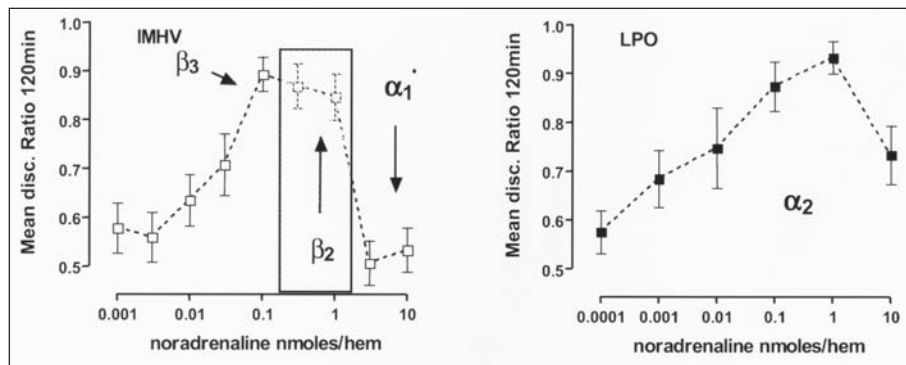 IMHV
Mean disc. Ratio 120min
1.0
0.9
0.8
0.7
0.6
0.5
β3
β2
α1*
0.001 0.01 0.1 1 10
noradrenaline nmoles/hem
LPO
Mean disc. Ratio 120min
1.0
0.9
0.8
0.7
0.6
0.5
α2
0.0001 0.001 0.01 0.1 1 10
noradrenaline nmoles/hem